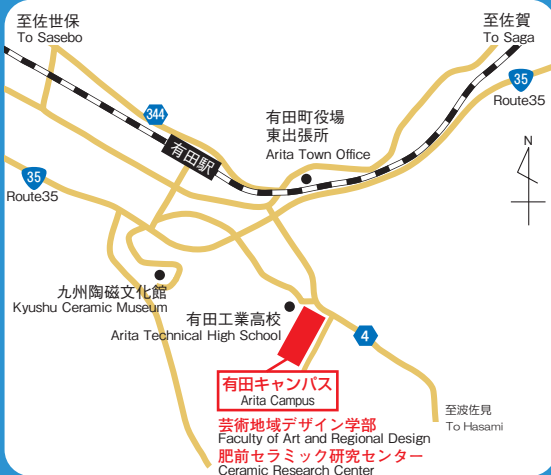 至佐世保
To Sasebo
至佐賀
To Saga
35
Route35
344
有田町役場
東出張所
Arita Town Office
有田駅
N
35
Route35
九州陶磁文化館
Kyushu Ceramic Museum
有田工業高校
Arita Technical High School
4
有田キャンパス
Arita Campus
至波佐見
To Hasami
芸術地域デザイン学部
Faculty of Art and Regional Design
肥前セラミック研究センター
Ceramic Research Center